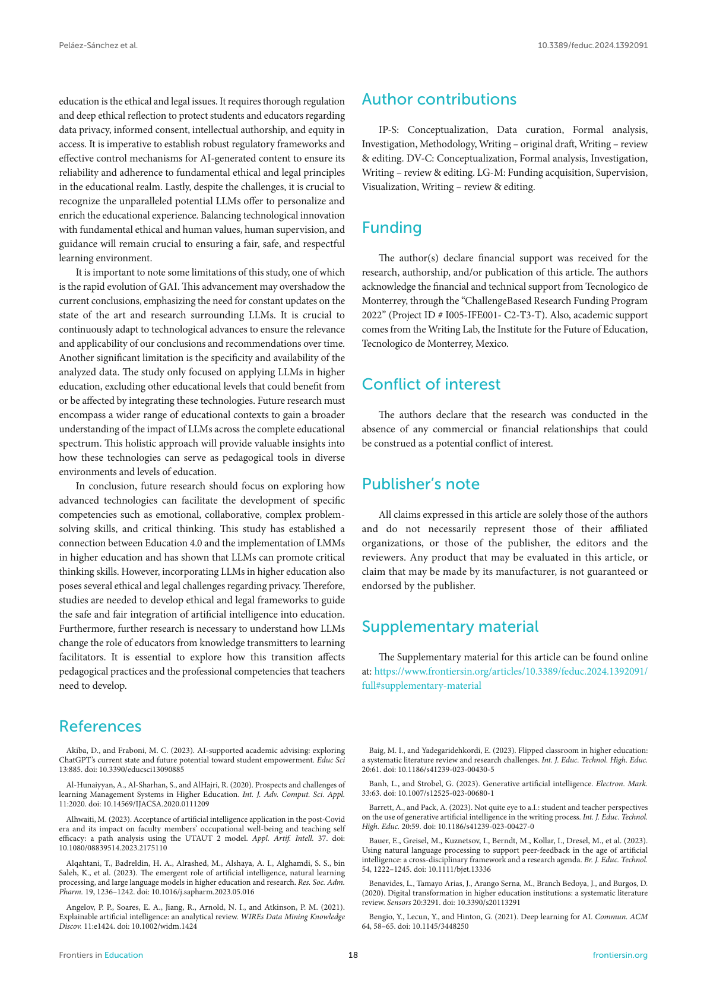 Peláez-Sánchez et al.
10.3389/feduc.2024.1392091
education is the ethical and legal issues. It requires thorough regulation
and deep ethical reflection to protect students and educators regarding
data privacy, informed consent, intellectual authorship, and equity in
access. It is imperative to establish robust regulatory frameworks and
effective control mechanisms for AI-generated content to ensure its
reliability and adherence to fundamental ethical and legal principles
in the educational realm. Lastly, despite the challenges, it is crucial to
recognize the unparalleled potential LLMs offer to personalize and
enrich the educational experience. Balancing technological innovation
with fundamental ethical and human values, human supervision, and
guidance will remain crucial to ensuring a fair, safe, and respectful
learning environment.
It is important to note some limitations of this study, one of which
is the rapid evolution of GAI. This advancement may overshadow the
current conclusions, emphasizing the need for constant updates on the
state of the art and research surrounding LLMs. It is crucial to
continuously adapt to technological advances to ensure the relevance
and applicability of our conclusions and recommendations over time.
Another significant limitation is the specificity and availability of the
analyzed data. The study only focused on applying LLMs in higher
education, excluding other educational levels that could benefit from
or be affected by integrating these technologies. Future research must
encompass a wider range of educational contexts to gain a broader
understanding of the impact of LLMs across the complete educational
spectrum. This holistic approach will provide valuable insights into
how these technologies can serve as pedagogical tools in diverse
environments and levels of education.
In conclusion, future research should focus on exploring how
advanced technologies can facilitate the development of specific
competencies such as emotional, collaborative, complex problem-
solving skills, and critical thinking. This study has established a
connection between Education 4.0 and the implementation of LMMs
in higher education and has shown that LLMs can promote critical
thinking skills. However, incorporating LLMs in higher education also
poses several ethical and legal challenges regarding privacy. Therefore,
studies are needed to develop ethical and legal frameworks to guide
the safe and fair integration of artificial intelligence into education.
Furthermore, further research is necessary to understand how LLMs
change the role of educators from knowledge transmitters to learning
facilitators. It is essential to explore how this transition affects
pedagogical practices and the professional competencies that teachers
need to develop.
Author contributions
IP-S: Conceptualization, Data curation, Formal analysis,
Investigation, Methodology, Writing – original draft, Writing – review
& editing. DV-C: Conceptualization, Formal analysis, Investigation,
Writing – review & editing. LG-M: Funding acquisition, Supervision,
Visualization, Writing – review & editing.
Funding
The author(s) declare financial support was received for the
research, authorship, and/or publication of this article. The authors
acknowledge the financial and technical support from Tecnologico de
Monterrey, through the “ChallengeBased Research Funding Program
2022” (Project ID # I005-IFE001- C2-T3-T). Also, academic support
comes from the Writing Lab, the Institute for the Future of Education,
Tecnologico de Monterrey, Mexico.
Conflict of interest
The authors declare that the research was conducted in the
absence of any commercial or financial relationships that could
be construed as a potential conflict of interest.
Publisher’s note
All claims expressed in this article are solely those of the authors
and do not necessarily represent those of their affiliated
organizations, or those of the publisher, the editors and the
reviewers. Any product that may be evaluated in this article, or
claim that may be made by its manufacturer, is not guaranteed or
endorsed by the publisher.
Supplementary material
The Supplementary material for this article can be found online
at: https://www.frontiersin.org/articles/10.3389/feduc.2024.1392091/
full#supplementary-material
References
Akiba, D., and Fraboni, M. C. (2023). AI-supported academic advising: exploring
ChatGPT’s current state and future potential toward student empowerment. Educ Sci
13:885. doi: 10.3390/educsci13090885
Al-Hunaiyyan, A., Al-Sharhan, S., and AlHajri, R. (2020). Prospects and challenges of
learning Management Systems in Higher Education. Int. J. Adv. Comput. Sci. Appl.
11:2020. doi: 10.14569/IJACSA.2020.0111209
Alhwaiti, M. (2023). Acceptance of artificial intelligence application in the post-Covid
era and its impact on faculty members’ occupational well-being and teaching self
efficacy: a path analysis using the UTAUT 2 model. Appl. Artif. Intell. 37. doi:
10.1080/08839514.2023.2175110
Alqahtani, T., Badreldin, H. A., Alrashed, M., Alshaya, A. I., Alghamdi, S. S., bin
Saleh, K., et al. (2023). The emergent role of artificial intelligence, natural learning
processing, and large language models in higher education and research. Res. Soc. Adm.
Pharm. 19, 1236–1242. doi: 10.1016/j.sapharm.2023.05.016
Angelov, P. P., Soares, E. A., Jiang, R., Arnold, N. I., and Atkinson, P. M. (2021).
Explainable artificial intelligence: an analytical review. WIREs Data Mining Knowledge
Discov. 11:e1424. doi: 10.1002/widm.1424
Baig, M. I., and Yadegaridehkordi, E. (2023). Flipped classroom in higher education:
a systematic literature review and research challenges. Int. J. Educ. Technol. High. Educ.
20:61. doi: 10.1186/s41239-023-00430-5
Banh, L., and Strobel, G. (2023). Generative artificial intelligence. Electron. Mark.
33:63. doi: 10.1007/s12525-023-00680-1
Barrett, A., and Pack, A. (2023). Not quite eye to a.I.: student and teacher perspectives
on the use of generative artificial intelligence in the writing process. Int. J. Educ. Technol.
High. Educ. 20:59. doi: 10.1186/s41239-023-00427-0
Bauer, E., Greisel, M., Kuznetsov, I., Berndt, M., Kollar, I., Dresel, M., et al. (2023).
Using natural language processing to support peer-feedback in the age of artificial
intelligence: a cross-disciplinary framework and a research agenda. Br. J. Educ. Technol.
54, 1222–1245. doi: 10.1111/bjet.13336
Benavides, L., Tamayo Arias, J., Arango Serna, M., Branch Bedoya, J., and Burgos, D.
(2020). Digital transformation in higher education institutions: a systematic literature
review. Sensors 20:3291. doi: 10.3390/s20113291
Bengio, Y., Lecun, Y., and Hinton, G. (2021). Deep learning for AI. Commun. ACM
64, 58–65. doi: 10.1145/3448250
Frontiers in Education
18
frontiersin.org